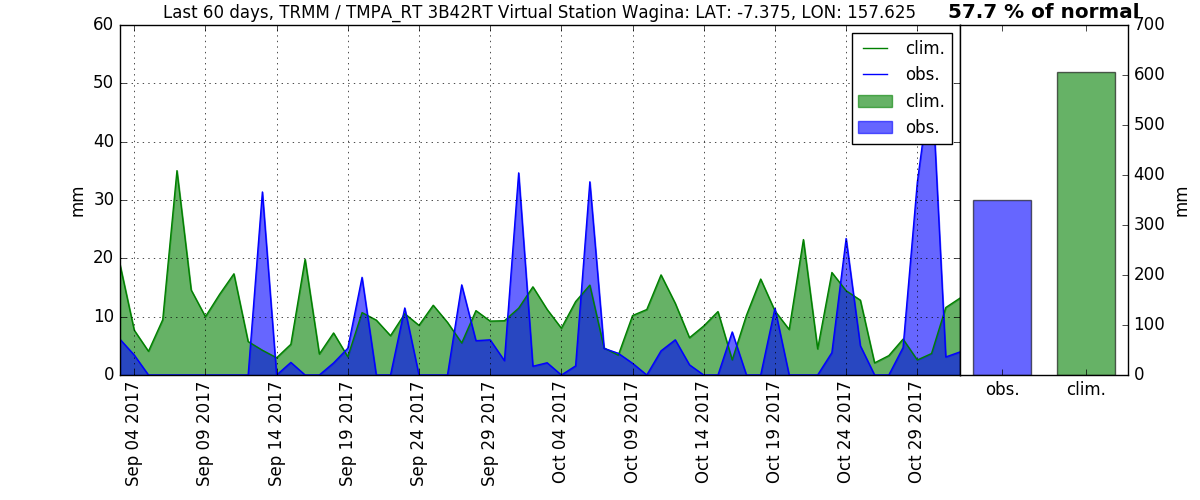 Last 60 days, TRMM / TMPA_RT 3B42RT Virtual Station Wagina: LAT: -7.375, LON: 157.625
57.7 % of normal
60
50
40
30
20
10
0
mm
clim.
obs.
clim.
obs.
Sep 04 2017
Sep 09 2017
Sep 14 2017
Sep 19 2017
Sep 24 2017
Sep 29 2017
Oct 04 2017
Oct 09 2017
Oct 14 2017
Oct 19 2017
Oct 24 2017
Oct 29 2017
700
600
500
400
300
200
100
0
mm
obs.
clim.